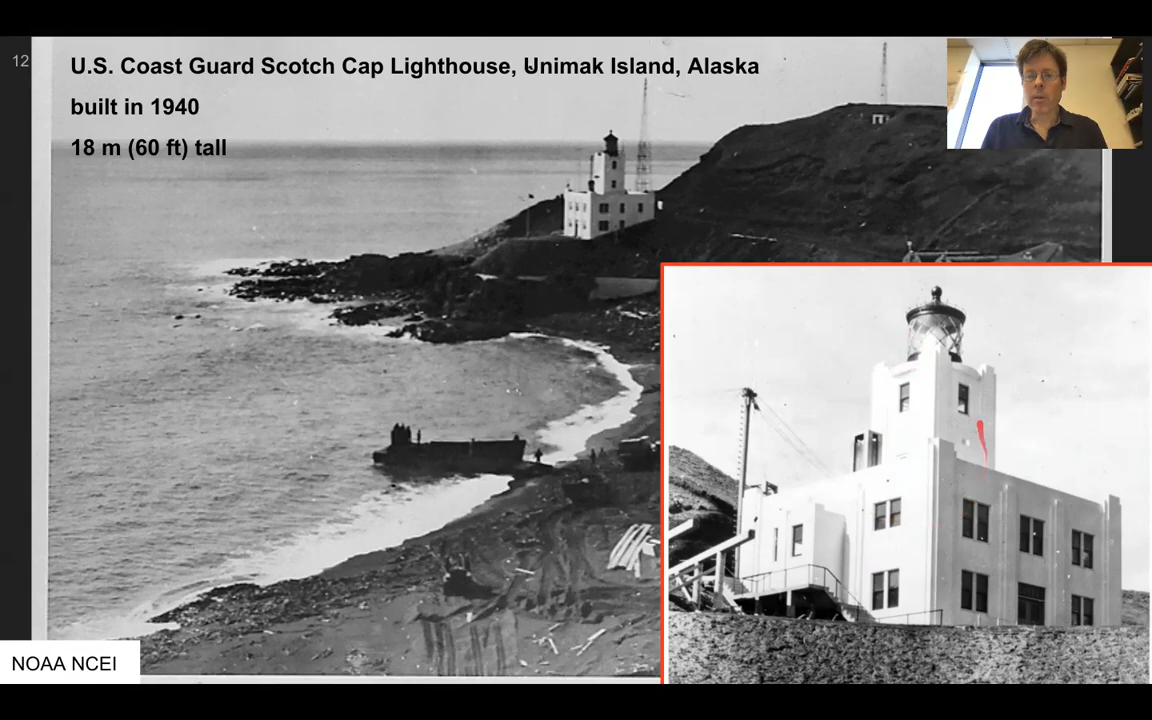 12
U.S. Coast Guard Scotch Cap Lighthouse, Unimak Island, Alaska
built in 1940
18 m (60 ft) tall
NOAA NCEI